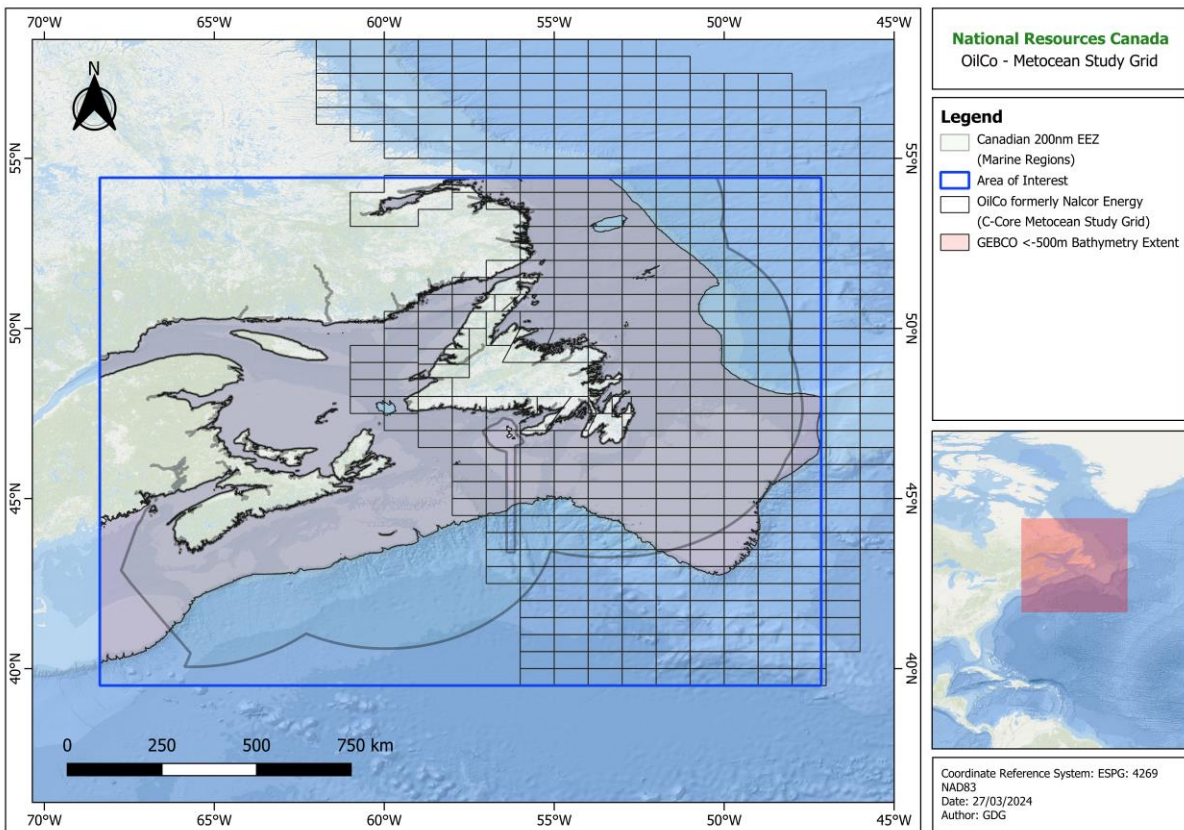 70°W 65°W 60°W 55°W 50°W 45°W
N
55°N 55°N
50°N 50°N
45°N 45°N
40°N 40°N
0 250 500 750 km
70°W 65°W 60°W 55°W 50°W 45°W
National Resources Canada
OilCo - Metocean Study Grid
Legend
Canadian 200nm EEZ
(Marine Regions)
Area of Interest
OilCo formerly Nalcor Energy
(C-Core Metocean Study Grid)
GEBCO <-500m Bathymetry Extent
Coordinate Reference System: ESPG: 4269
NAD83
Date: 27/03/2024
Author: GDG